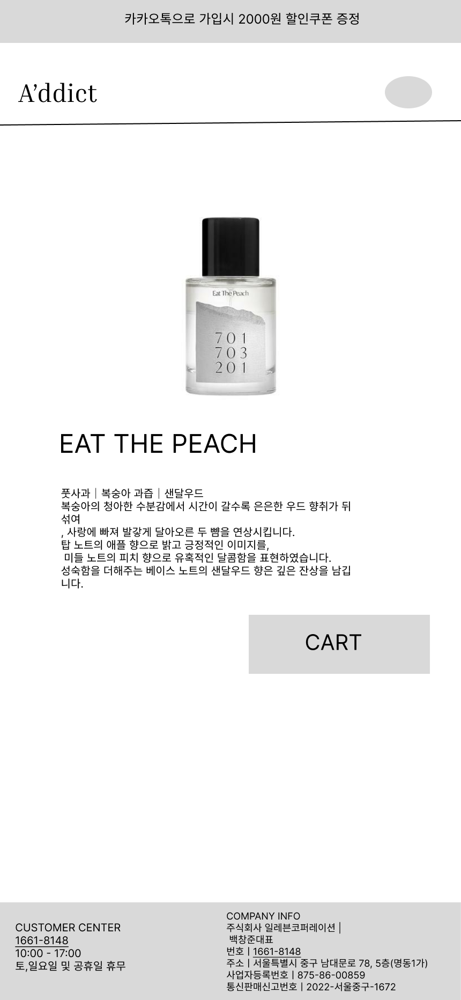 카카오톡으로 가입시 2000원 할인쿠폰 증정
A’ddict
Eat The Peach
701
703
201
EAT THE PEACH
풋사과｜복숭아 과즙｜샌달우드
복숭아의 청아한 수분감에서 시간이 갈수록 은은한 우드 향취가 뒤
섞여
, 사랑에 빠져 발갛게 달아오른 두 뺨을 연상시킵니다.
탑 노트의 애플 향으로 밝고 긍정적인 이미지를,
미들 노트의 피치 향으로 유혹적인 달콤함을 표현하였습니다.
성숙함을 더해주는 베이스 노트의 샌달우드 향은 깊은 잔상을 남깁
니다.
CART
CUSTOMER CENTER
1661-8148
10:00 - 17:00
토,일요일 및 공휴일 휴무
COMPANY INFO
주식회사 일레븐코퍼레이션 |
백창준대표
번호 | 1661-8148
주소 | 서울특별시 중구 남대문로 78, 5층(명동1가)
사업자등록번호 | 875-86-00859
통신판매신고번호 | 2022-서울중구-1672